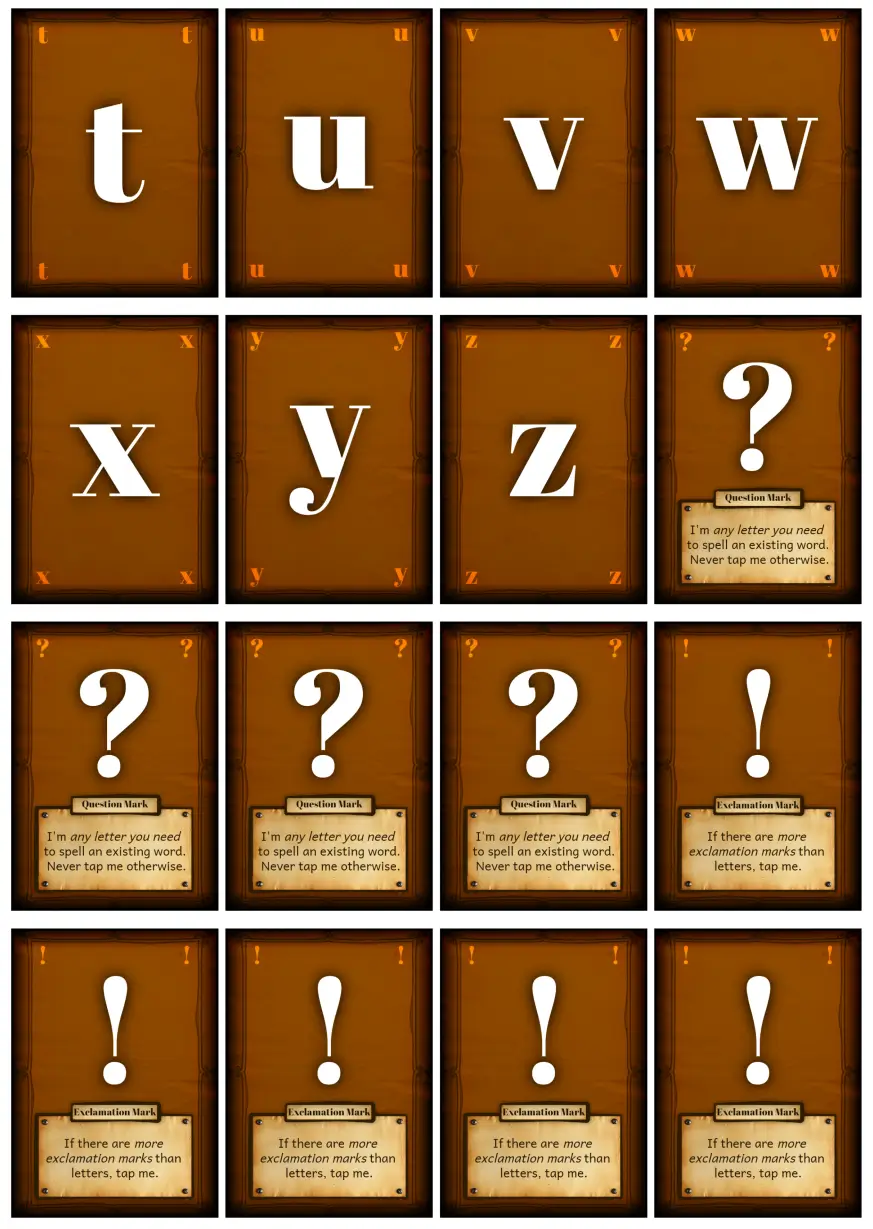 t t
t
t t
u u
u
u u
v v
v
v v
w w
w
w w
x x
x
x x
y y
y
y y
z z
z
z z
? ?
?
Question Mark
I'm any letter you need
to spell an existing word.
Never tap me otherwise.
? ?
?
Question Mark
I'm any letter you need
to spell an existing word.
Never tap me otherwise.
? ?
?
Question Mark
I'm any letter you need
to spell an existing word.
Never tap me otherwise.
? ?
?
Question Mark
I'm any letter you need
to spell an existing word.
Never tap me otherwise.
! !
!
Exclamation Mark
If there are more
exclamation marks than
letters, tap me.
! !
!
Exclamation Mark
If there are more
exclamation marks than
letters, tap me.
! !
!
Exclamation Mark
If there are more
exclamation marks than
letters, tap me.
! !
!
Exclamation Mark
If there are more
exclamation marks than
letters, tap me.
! !
!
Exclamation Mark
If there are more
exclamation marks than
letters, tap me.